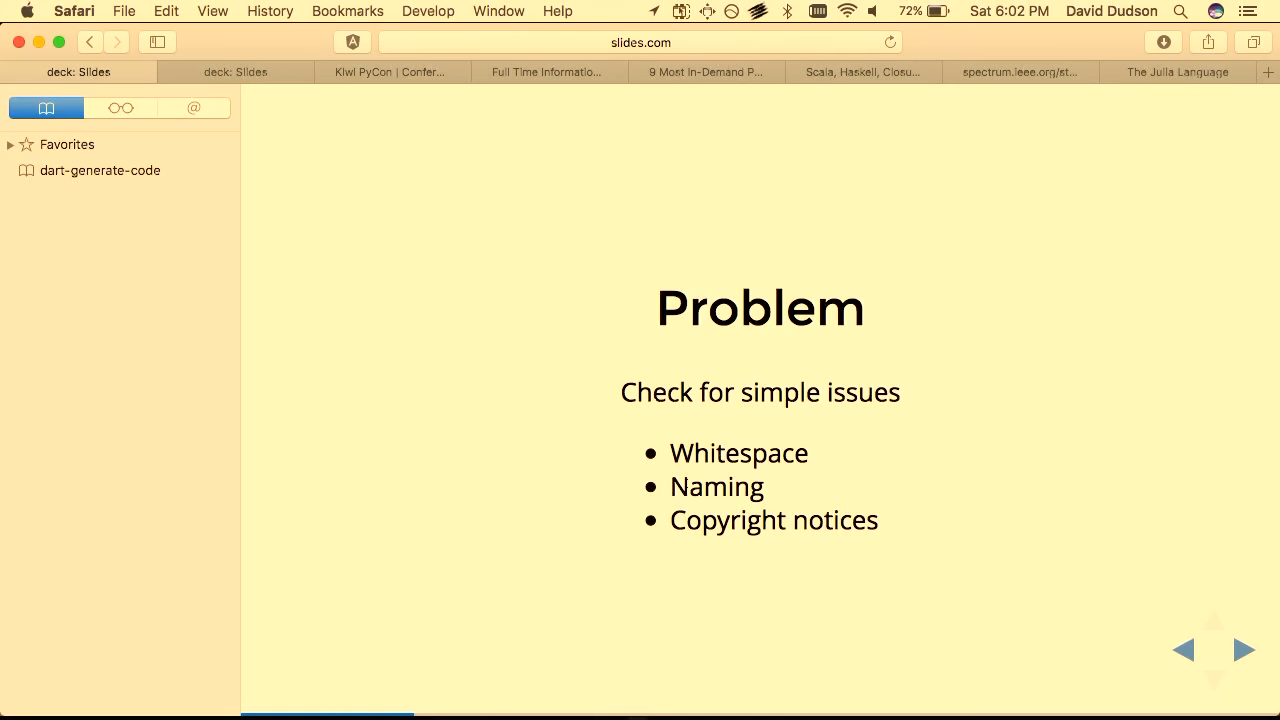 Safari File Edit View History Bookmarks Develop Window Help 72% Sat 6:02 PM David Dudson
slides.com
deck: Slides deck: Slides Kiwi PyCon | Confer... Full Time Informatio... 9 Most In-Demand P... Scala, Haskell, Closu... spectrum.ieee.org/st... The Julia Language
@
Favorites
dart-generate-code
Problem
Check for simple issues
• Whitespace
• Naming
• Copyright notices